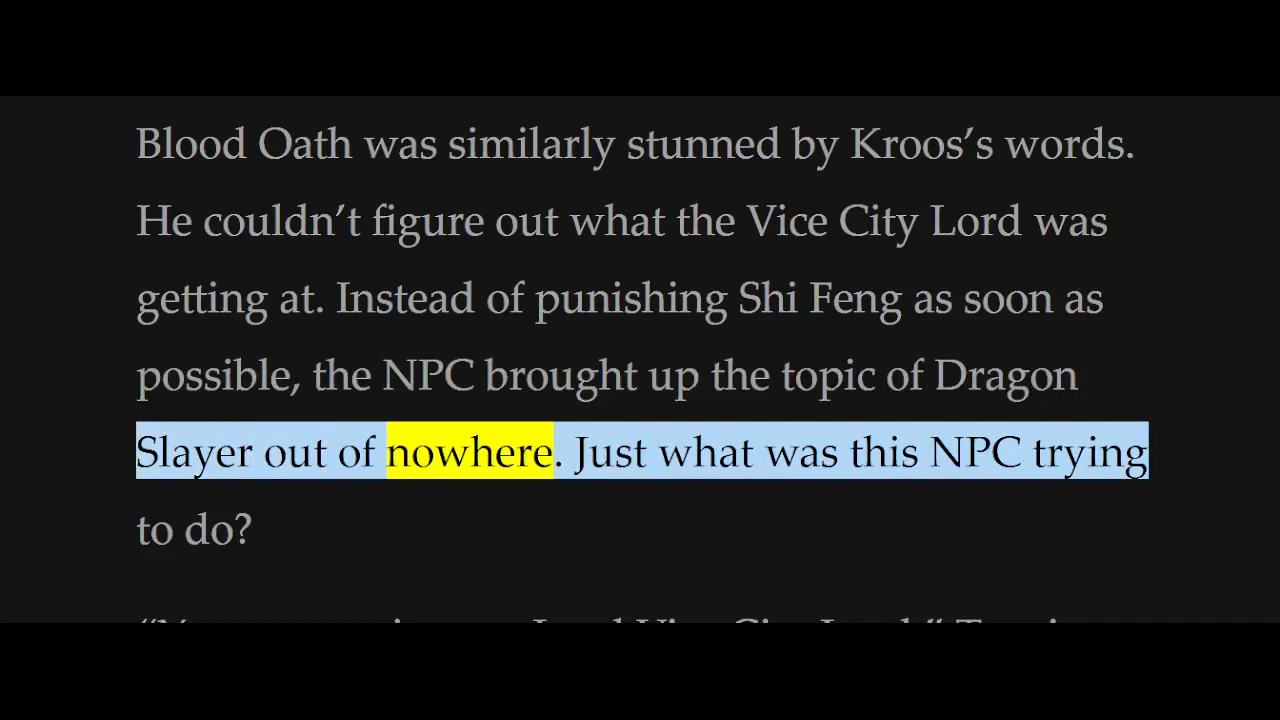 Blood Oath was similarly stunned by Kroos’s words.
He couldn’t figure out what the Vice City Lord was
getting at. Instead of punishing Shi Feng as soon as
possible, the NPC brought up the topic of Dragon
Slayer out of nowhere. Just what was this NPC trying
to do?